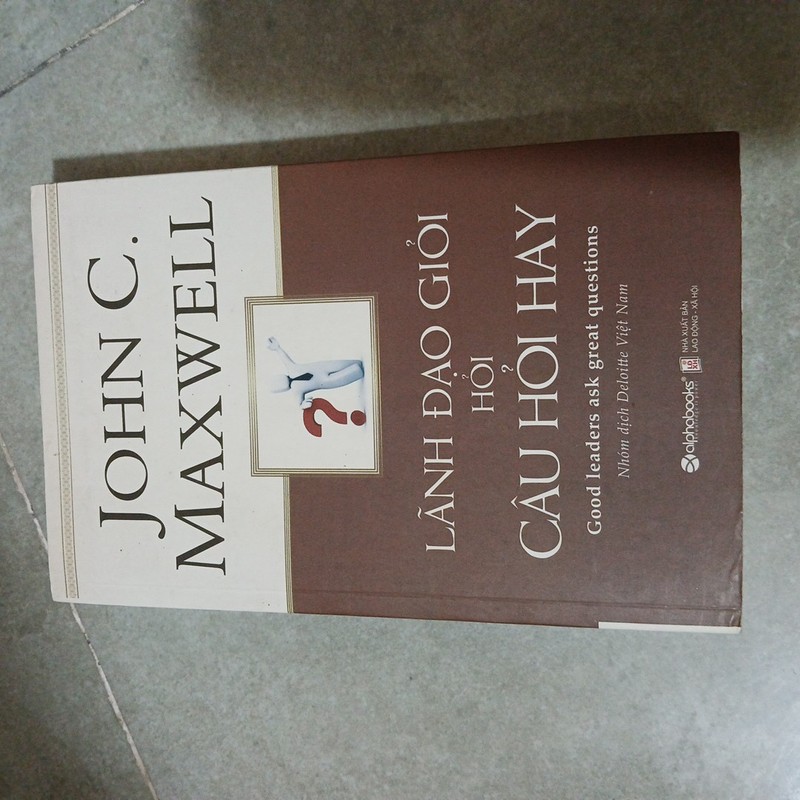 JOHN C.
MAXWELL
LÃNH ĐẠO GIỎI
HỎI
CÂU HỎI HAY
Good leaders ask great questions
Nhóm dịch Deloitte Việt Nam
alphabooks®
NHÀ XUẤT BẢN
LAO ĐỘNG - XÃ HỘI